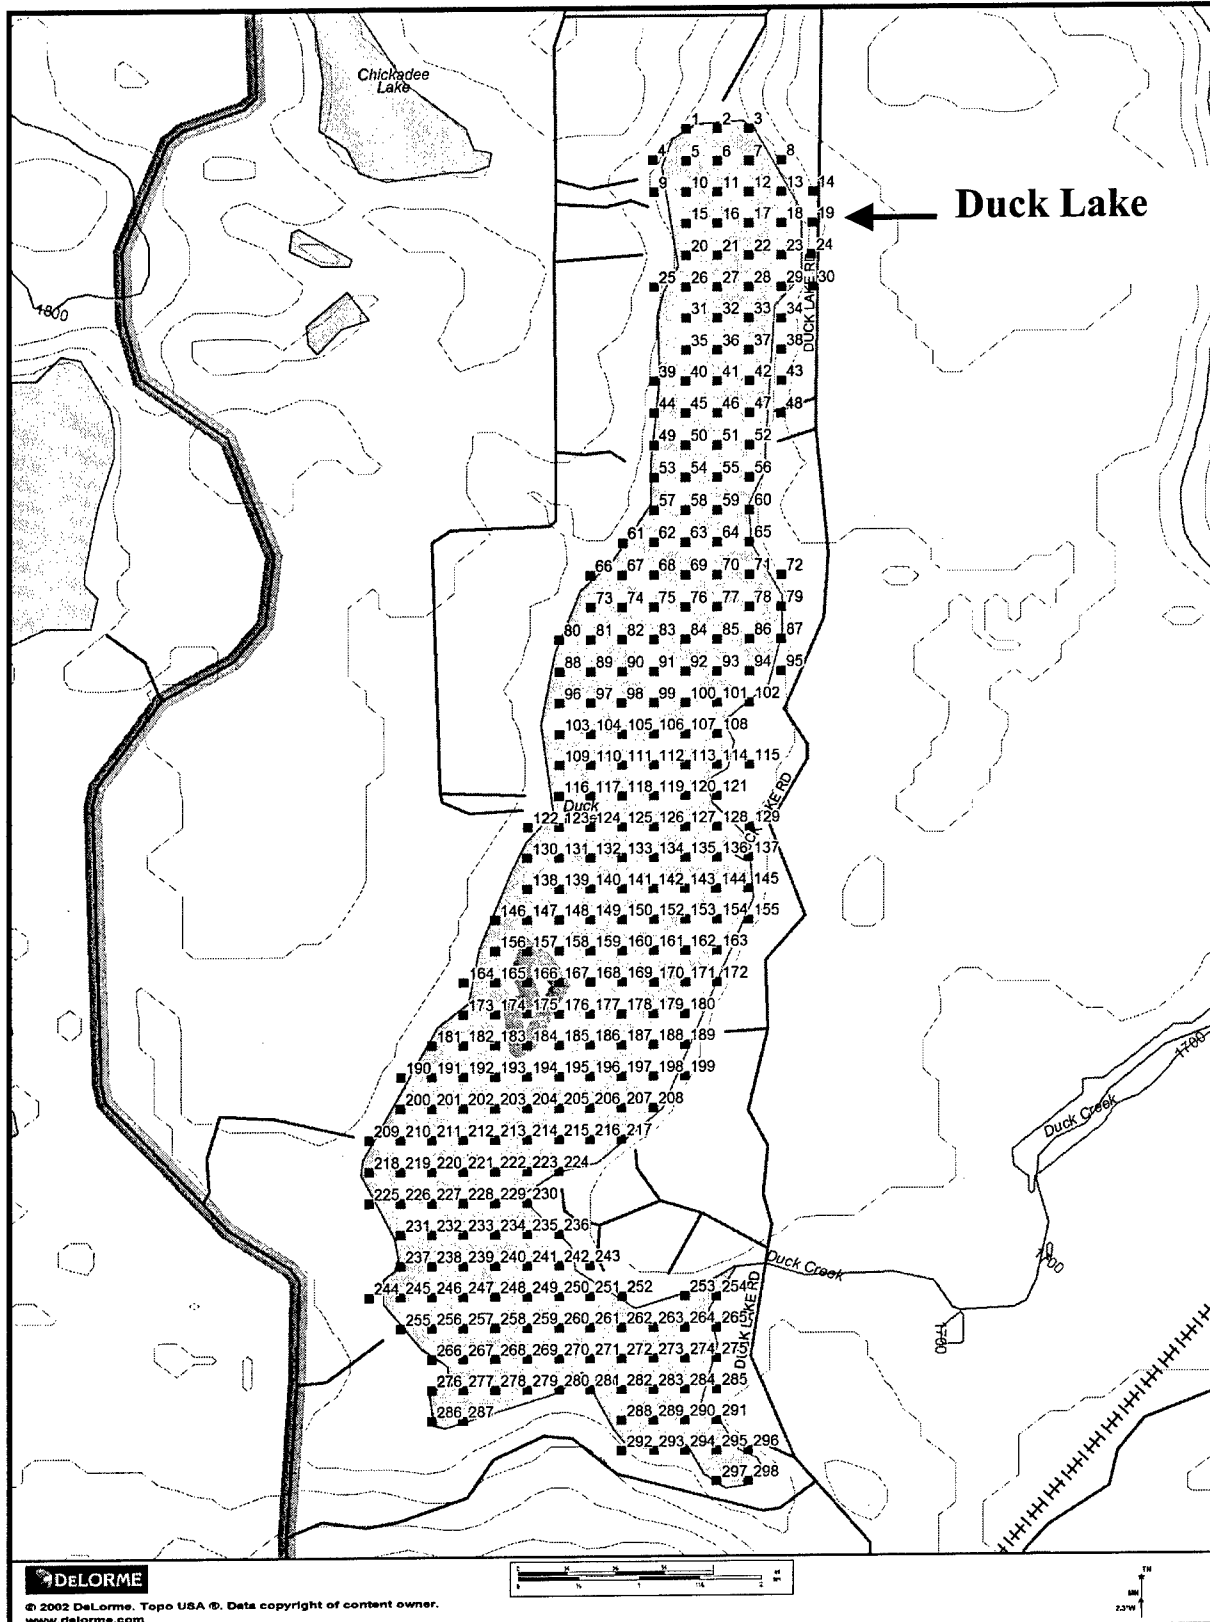 Chickadee
Lake
1 2 3
4 5 6 7 8
9 10 11 12 13 14
Duck Lake
15 16 17 18 19
20 21 22 23 24
25 26 27 28 29 30
DUCK LAKE RD
1800
31 32 33 34
35 36 37 38
39 40 41 42 43
44 45 46 47 48
49 50 51 52
53 54 55 56
57 58 59 60
61 62 63 64 65
66 67 68 69 70 71 72
73 74 75 76 77 78 79
80 81 82 83 84 85 86 87
88 89 90 91 92 93 94 95
96 97 98 99 100 101 102
103 104 105 106 107 108
109 110 111 112 113 114 115
116 117 118 119 120 121
Duck
122 123 124 125 126 127 128 129
130 131 132 133 134 135 136 137
138 139 140 141 142 143 144 145
146 147 148 149 150 152 153 154 155
156 157 158 159 160 161 162 163
164 165 166 167 168 169 170 171 172
173 174 175 176 177 178 179 180
181 182 183 184 185 186 187 188 189
1700
190 191 192 193 194 195 196 197 198 199
200 201 202 203 204 205 206 207 208
Duck Creek
209 210 211 212 213 214 215 216 217
218 219 220 221 222 223 224
225 226 227 228 229 230
231 232 233 234 235 236
237 238 239 240 241 242 243
Duck Creek
1700
244 245 246 247 248 249 250 251 252 253 254
DUCK LAKE RD
255 256 257 258 259 260 261 262 263 264 265
1700
266 267 268 269 270 271 272 273 274 275
276 277 278 279 280 281 282 283 284 285
286 287 288 289 290 291
292 293 294 295 296
297 298
DELORME
© 2002 DeLorme. Topo USA ®. Data copyright of content owner.
www.delorme.com
TN
MN
2.3°W